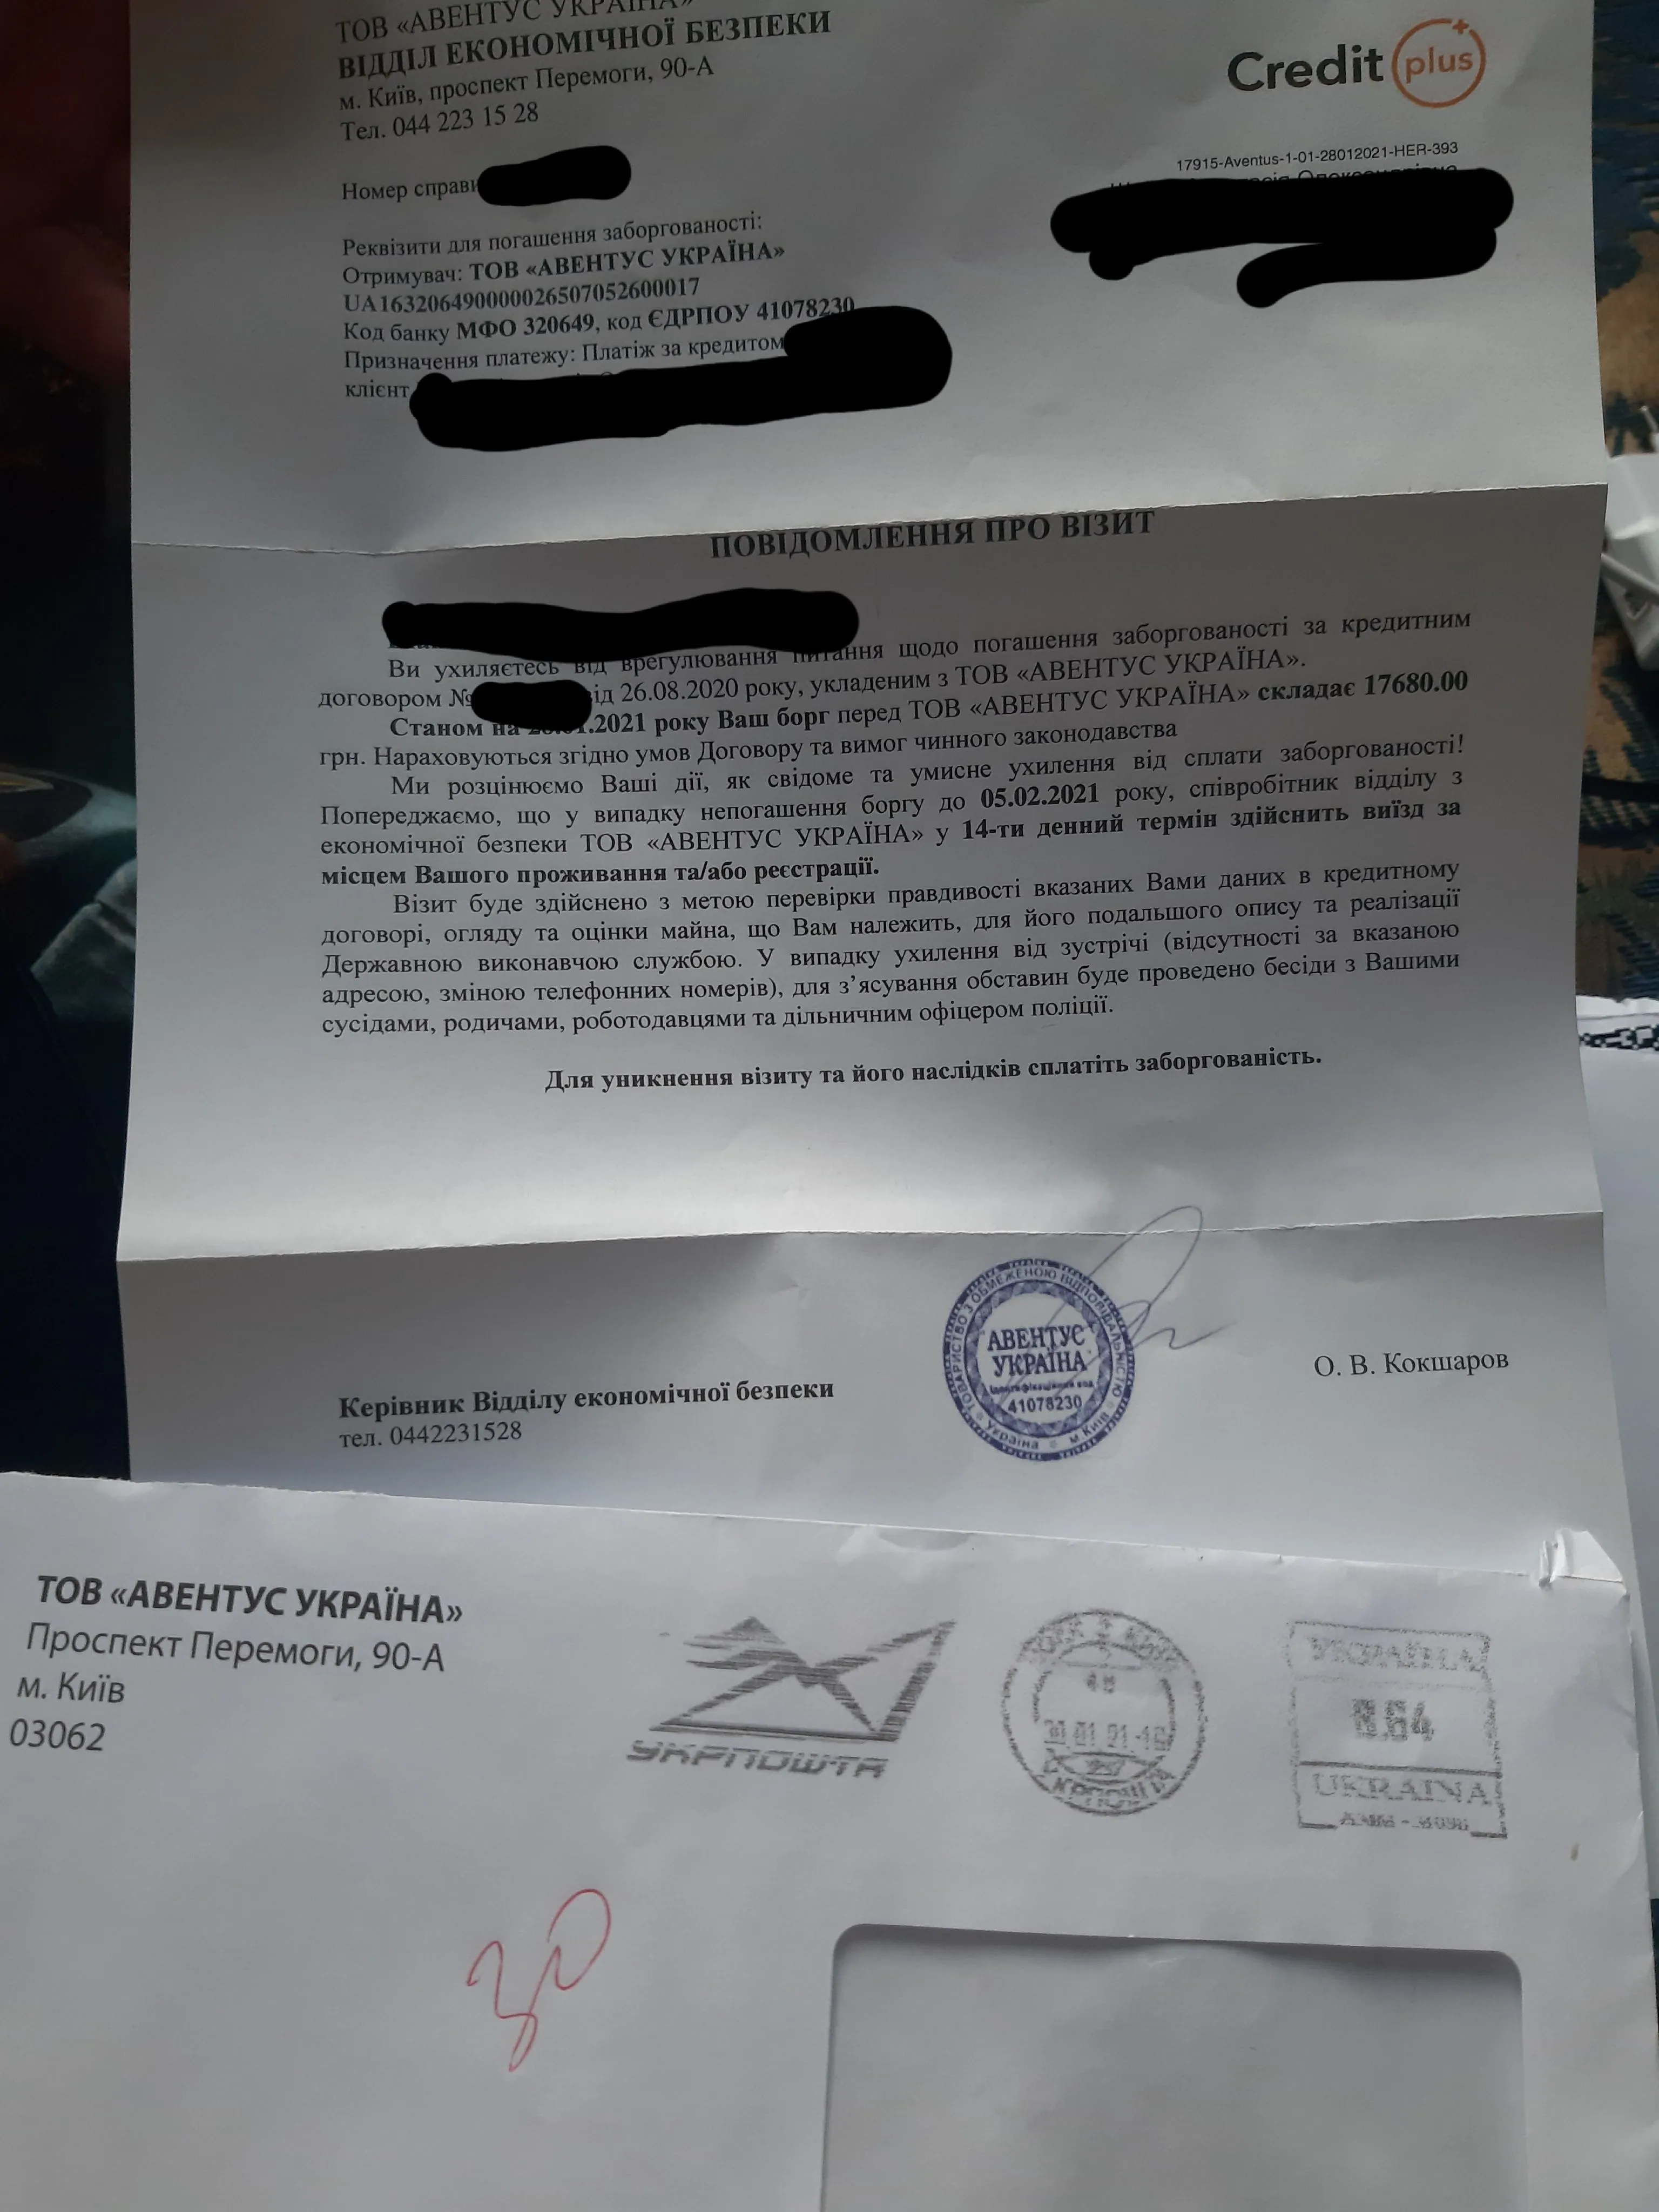 ТОВ «АВЕНТУС УКРАЇНА»
ВІДДІЛ ЕКОНОМІЧНОЇ БЕЗПЕКИ
м. Київ, проспект Перемоги, 90-А
Тел. 044 223 15 28
Credit plus
17915-Aventus-1-01-28012021-HER-393
Номер справи
Реквізити для погашення заборгованості:
Отримувач: ТОВ «АВЕНТУС УКРАЇНА»
UA163206490000026507052600017
Код банку МФО 320649, код ЄДРПОУ 41078230
Призначення платежу: Платіж за кредитом
клієнт
ПОВІДОМЛЕННЯ ПРО ВІЗИТ
Ви ухиляєтесь від врегулювання питання щодо погашення заборгованості за кредитним
договором № від 26.08.2020 року, укладеним з ТОВ «АВЕНТУС УКРАЇНА».
Станом на .2021 року Ваш борг перед ТОВ «АВЕНТУС УКРАЇНА» складає 17680.00
грн. Нараховуються згідно умов Договору та вимог чинного законодавства
Ми розцінюємо Ваші дії, як свідоме та умисне ухилення від сплати заборгованості!
Попереджаємо, що у випадку непогашення боргу до 05.02.2021 року, співробітник відділу з
економічної безпеки ТОВ «АВЕНТУС УКРАЇНА» у 14-ти денний термін здійснить виїзд за
місцем Вашого проживання та/або реєстрації.
Візит буде здійснено з метою перевірки правдивості вказаних Вами даних в кредитному
договорі, огляду та оцінки майна, що Вам належить, для його подальшого опису та реалізації
Державною виконавчою службою. У випадку ухилення від зустрічі (відсутності за вказаною
адресою, зміною телефонних номерів), для з’ясування обставин буде проведено бесіди з Вашими
сусідами, родичами, роботодавцями та дільничним офіцером поліції.
Для уникнення візиту та його наслідків сплатіть заборгованість.
ТОВАРИСТВО З ОБМЕЖЕНОЮ ВІДПОВІДАЛЬНІСТЮ
АВЕНТУС
УКРАЇНА
Ідентифікаційний код
41078230
Україна м.Київ
О. В. Кокшаров
Керівник Відділу економічної безпеки
тел. 0442231528
ТОВ «АВЕНТУС УКРАЇНА»
Проспект Перемоги, 90-А
м. Київ
03062
УКРПОШТА
УКРАЇНА
UKRAINA